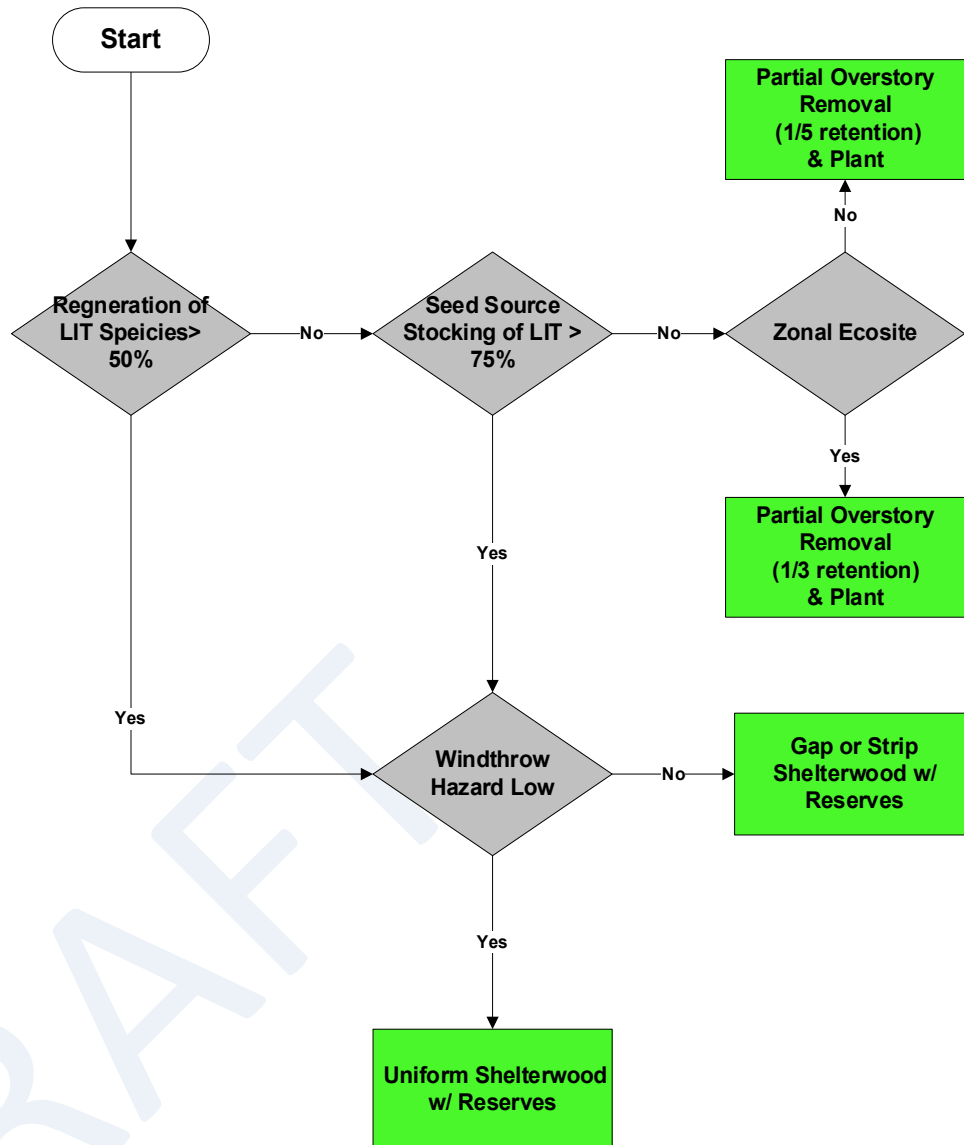 Start
Partial Overstory
Removal
(1/5 retention)
& Plant
No
Regneration of
LIT Speicies>
50%
No
Seed Source
Stocking of LIT >
75%
No
Zonal Ecosite
Yes
Partial Overstory
Removal
(1/3 retention)
& Plant
Yes
Yes
Windthrow
Hazard Low
No
Gap or Strip
Shelterwood w/
Reserves
Yes
Uniform Shelterwood
w/ Reserves
RAFT